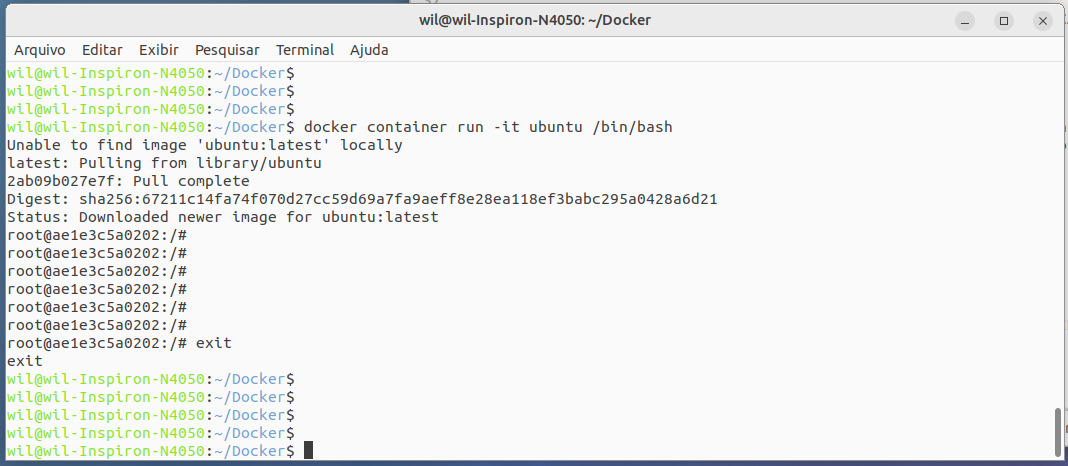 wil@wil-Inspiron-N4050: ~/Docker
Arquivo Editar Exibir Pesquisar Terminal Ajuda
wil@wil-Inspiron-N4050:~/Docker$
wil@wil-Inspiron-N4050:~/Docker$
wil@wil-Inspiron-N4050:~/Docker$
wil@wil-Inspiron-N4050:~/Docker$ docker container run -it ubuntu /bin/bash
Unable to find image 'ubuntu:latest' locally
latest: Pulling from library/ubuntu
2ab09b027e7f: Pull complete
Digest: sha256:67211c14fa74f070d27cc59d69a7fa9aeff8e28ea118ef3babc295a0428a6d21
Status: Downloaded newer image for ubuntu:latest
root@ae1e3c5a0202:/#
root@ae1e3c5a0202:/#
root@ae1e3c5a0202:/#
root@ae1e3c5a0202:/#
root@ae1e3c5a0202:/#
root@ae1e3c5a0202:/#
root@ae1e3c5a0202:/# exit
exit
wil@wil-Inspiron-N4050:~/Docker$
wil@wil-Inspiron-N4050:~/Docker$
wil@wil-Inspiron-N4050:~/Docker$
wil@wil-Inspiron-N4050:~/Docker$
wil@wil-Inspiron-N4050:~/Docker$